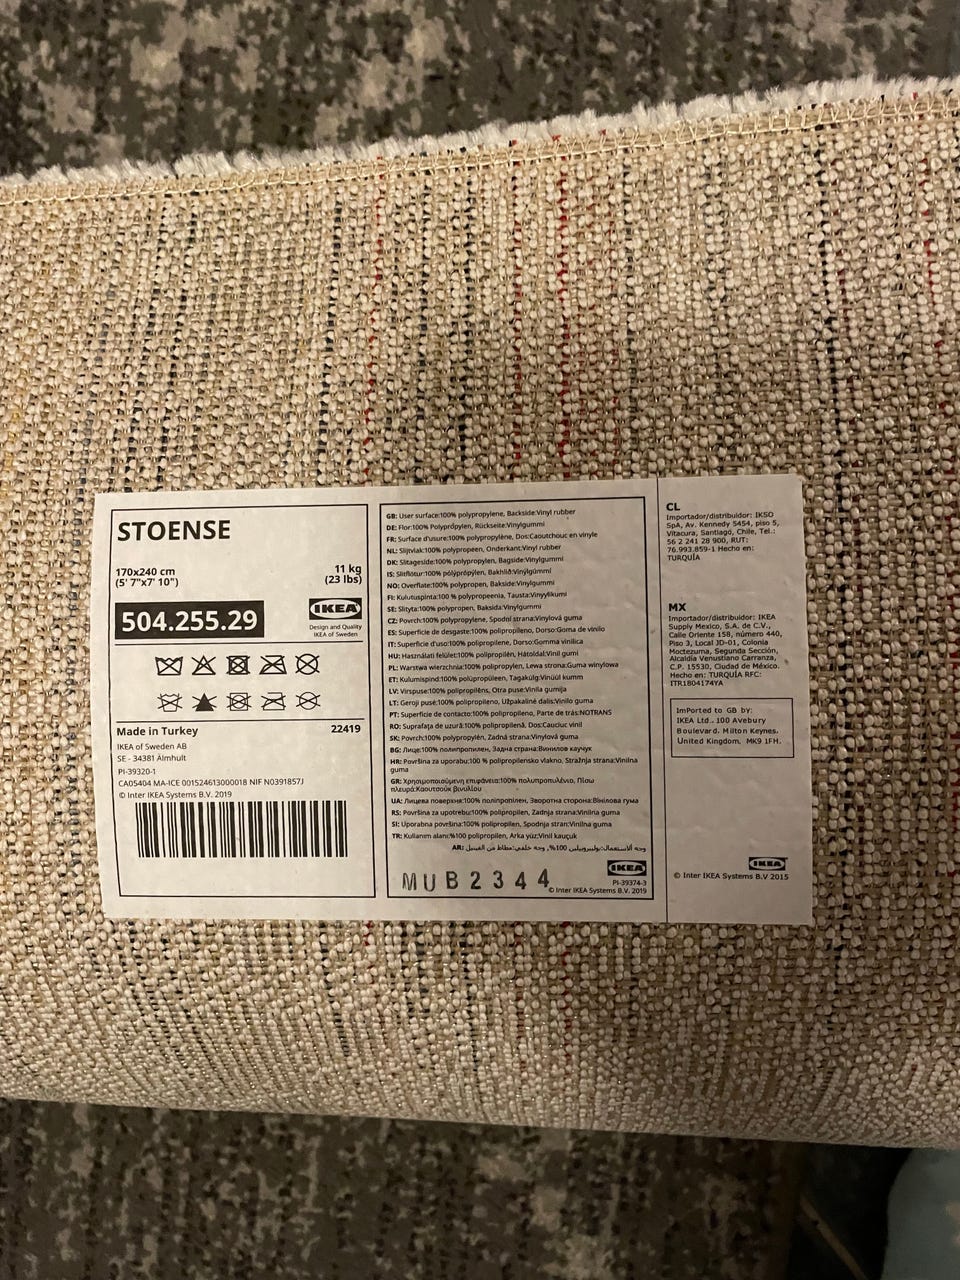 STOENSE
170x240 cm
(5' 7"x7' 10")
11 kg
(23 lbs)
504.255.29
IKEA
Design and Quality
IKEA of Sweden
Made in Turkey
22419
IKEA of Sweden AB
SE - 34381 Älmhult
PI-39320-1
CA05404 MA-ICE 001524613000018 NIF N0391857J
© Inter IKEA Systems B.V. 2019
GB: User surface:100% polypropylene, Backside:Vinyl rubber
DE: Flor:100% Polypropylen, Rückseite:Vinylgummi
FR: Surface d'usure:100% polypropylène, Dos:Caoutchouc en vinyle
NL: Slijtvlak:100% polypropeen, Onderkant:Vinyl rubber
DK: Slitageside:100% polypropylen, Bagside:Vinylgummi
IS: Slitflötur:100% pólýprópýlen, Bakhlið:Vinýlgúmmí
NO: Overflate:100% polypropen, Bakside:Vinylgummi
FI: Kulutuspinta:100 % polypropeenia, Tausta:Vinyylikumi
SE: Slityta:100% polypropen, Baksida:Vinylgummi
CZ: Povrch:100% polypropylen, Spodní strana:Vinylová guma
ES: Superficie de desgaste:100% polipropileno, Dorso:Goma de vinilo
IT: Superficie d'uso:100% polipropilene, Dorso:Gomma vinilica
HU: Használati felület:100% polipropilén, Hátoldal:Vinil gumi
PL: Warstwa wierzchnia:100% polipropylen, Lewa strona:Guma winylowa
ET: Kulumispind:100% polüpropüleen, Tagakülg:Vinüül kumm
LV: Virspuse:100% polipropilēns, Otra puse:Vinila gumija
LT: Geroji pusė:100% polipropilenas, Užpakalinė dalis:Vinilo guma
PT: Superfície de contacto:100% polipropileno, Parte de trás:NOTRANS
RO: Suprafața de uzură:100% polipropilenă, Dos:Cauciuc vinil
SK: Povrch:100% polypropylén, Zadná strana:Vinylová guma
BG: Лице:100% полипропилен, Задна страна:Винилов каучук
HR: Površina za uporabu:100 % polipropilensko vlakno, Stražnja strana:Vinilna
guma
GR: Χρησιμοποιούμενη επιφάνεια:100% πολυπροπυλένιο, Πίσω
πλευρά:Καουτσούκ βινυλίου
UA: Лицева поверхня:100% поліпропілен, Зворотна сторона:Вінілова гума
RS: Površina za upotrebu:100% polipropilen, Zadnja strana:Vinilna guma
SI: Uporabna površina:100% polipropilen, Spodnja stran:Vinilna guma
TR: Kullanım alanı:%100 polipropilen, Arka yüz:Vinil kauçuk
AR: وجه الاستعمال:بوليبروبيلين 100%, وجه خلفي:مطاط من الفينيل
MUB2344
IKEA
PI-39374-3
© Inter IKEA Systems B.V. 2019
CL
Importador/distribuidor: IKSO
SpA, Av. Kennedy 5454, piso 5,
Vitacura, Santiago, Chile, Tel.:
56 2 241 28 900, RUT:
76.993.859-1 Hecho en:
TURQUÍA
MX
Importador/distribuidor: IKEA
Supply Mexico, S.A. de C.V.,
Calle Oriente 158, número 440,
Piso 3, Local JD-01, Colonia
Moctezuma, Segunda Sección,
Alcaldía Venustiano Carranza,
C.P. 15530, Ciudad de México
Hecho en: TURQUÍA RFC:
ITR1804174YA
ImPorted to GB by:
IKEA Ltd.. 100 Avebury
Boulevard. Milton Keynes.
United Kingdom. MK9 1FH.
IKEA
© Inter IKEA Systems B.V 2015